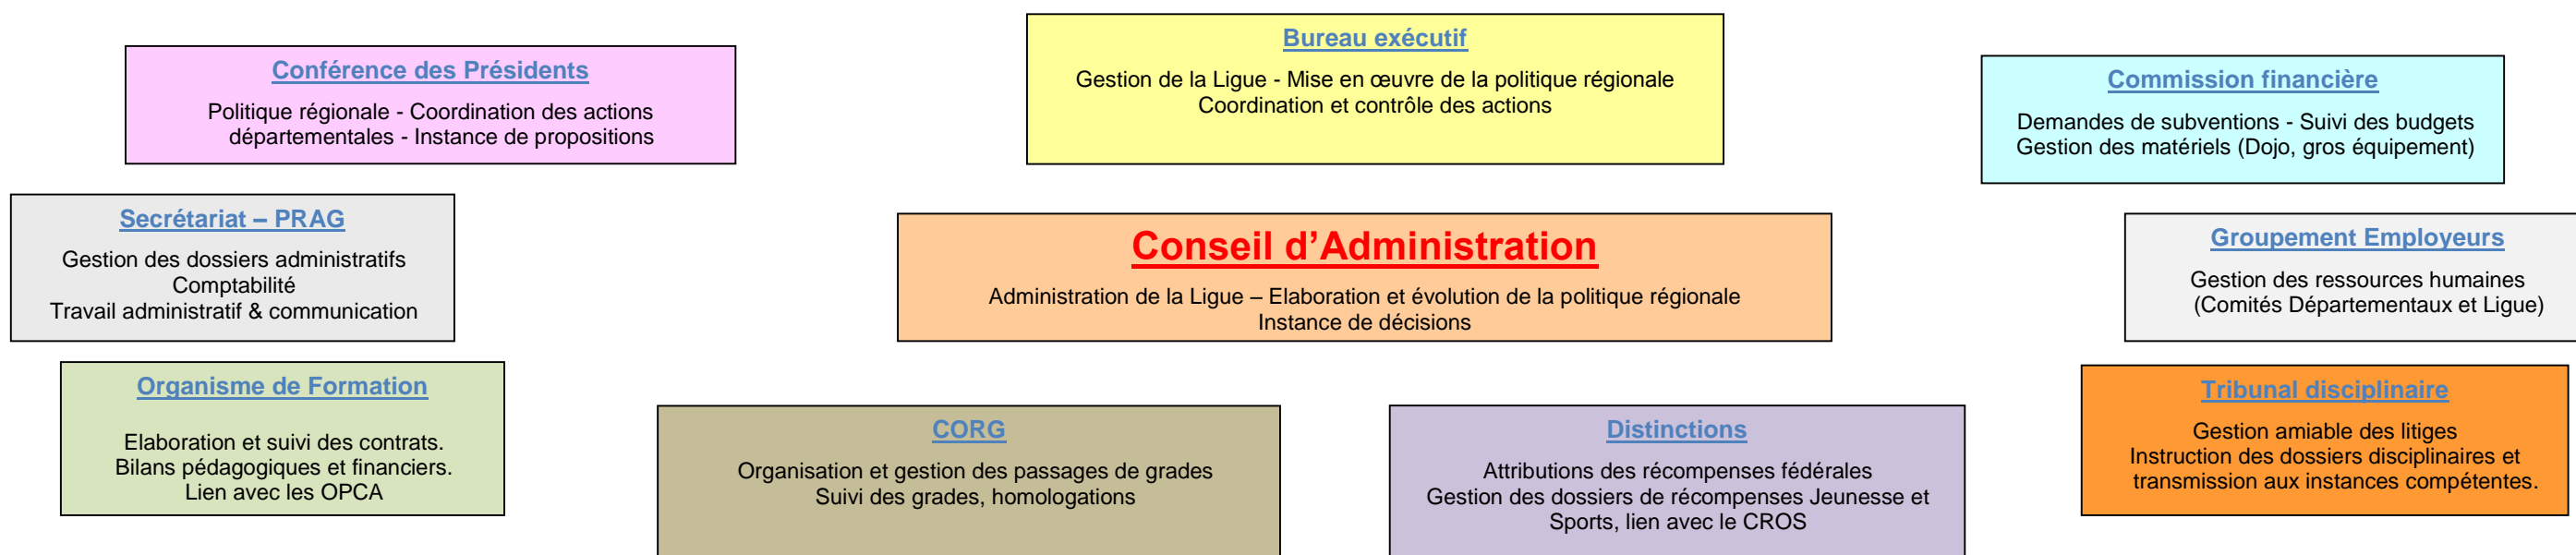 Bureau exécutif
Gestion de la Ligue - Mise en œuvre de la politique régionale
Coordination et contrôle des actions
Conférence des Présidents
Politique régionale - Coordination des actions
départementales - Instance de propositions
Commission financière
Demandes de subventions - Suivi des budgets
Gestion des matériels (Dojo, gros équipement)
Secrétariat – PRAG
Gestion des dossiers administratifs
Comptabilité
Travail administratif & communication
Conseil d’Administration
Administration de la Ligue – Elaboration et évolution de la politique régionale
Instance de décisions
Groupement Employeurs
Gestion des ressources humaines
(Comités Départementaux et Ligue)
Organisme de Formation
Elaboration et suivi des contrats.
Bilans pédagogiques et financiers.
Lien avec les OPCA
CORG
Organisation et gestion des passages de grades
Suivi des grades, homologations
Distinctions
Attributions des récompenses fédérales
Gestion des dossiers de récompenses Jeunesse et
Sports, lien avec le CROS
Tribunal disciplinaire
Gestion amiable des litiges
Instruction des dossiers disciplinaires et
transmission aux instances compétentes.